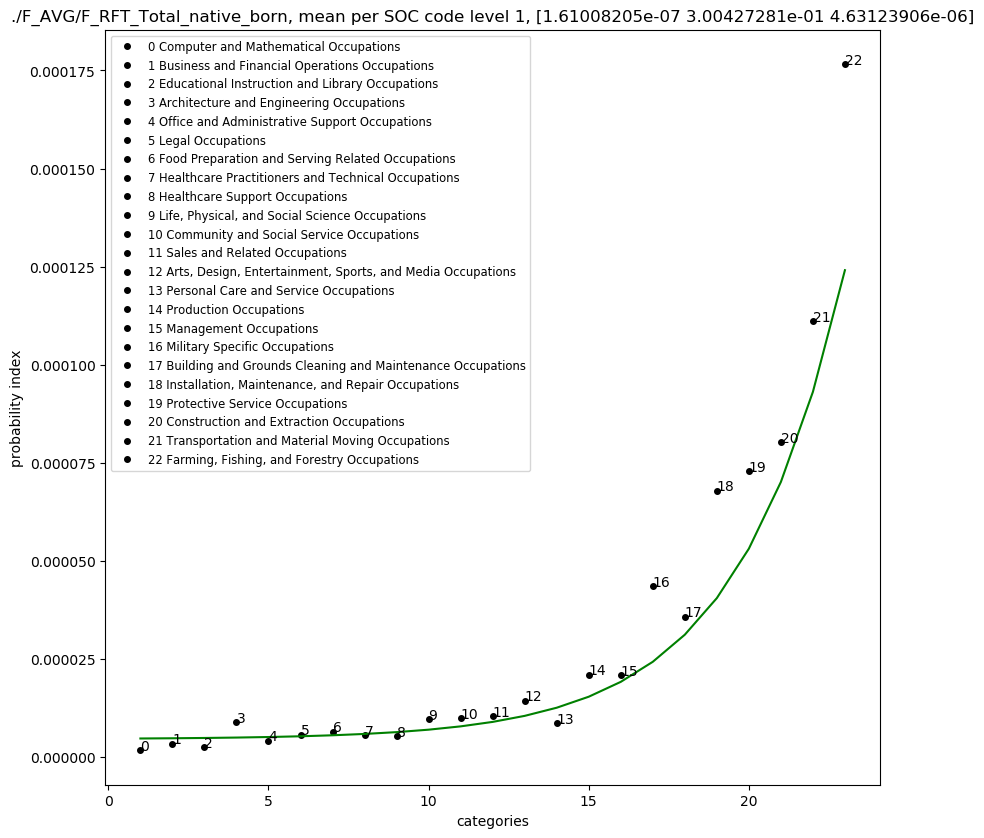 ./F_AVG/F_RFT_Total_native_born, mean per SOC code level 1, [1.61008205e-07 3.00427281e-01 4.63123906e-06]
0 Computer and Mathematical Occupations
1 Business and Financial Operations Occupations
2 Educational Instruction and Library Occupations
3 Architecture and Engineering Occupations
4 Office and Administrative Support Occupations
5 Legal Occupations
6 Food Preparation and Serving Related Occupations
7 Healthcare Practitioners and Technical Occupations
8 Healthcare Support Occupations
9 Life, Physical, and Social Science Occupations
10 Community and Social Service Occupations
11 Sales and Related Occupations
12 Arts, Design, Entertainment, Sports, and Media Occupations
13 Personal Care and Service Occupations
14 Production Occupations
15 Management Occupations
16 Military Specific Occupations
17 Building and Grounds Cleaning and Maintenance Occupations
18 Installation, Maintenance, and Repair Occupations
19 Protective Service Occupations
20 Construction and Extraction Occupations
21 Transportation and Material Moving Occupations
22 Farming, Fishing, and Forestry Occupations
probability index
0.000175
0.000150
0.000125
0.000100
0.000075
0.000050
0.000025
0.000000
0
1
2
3
4
5
6
7
8
9
10
11
12
13
14
15
16
17
18
19
20
21
22
0
5
10
15
20
categories